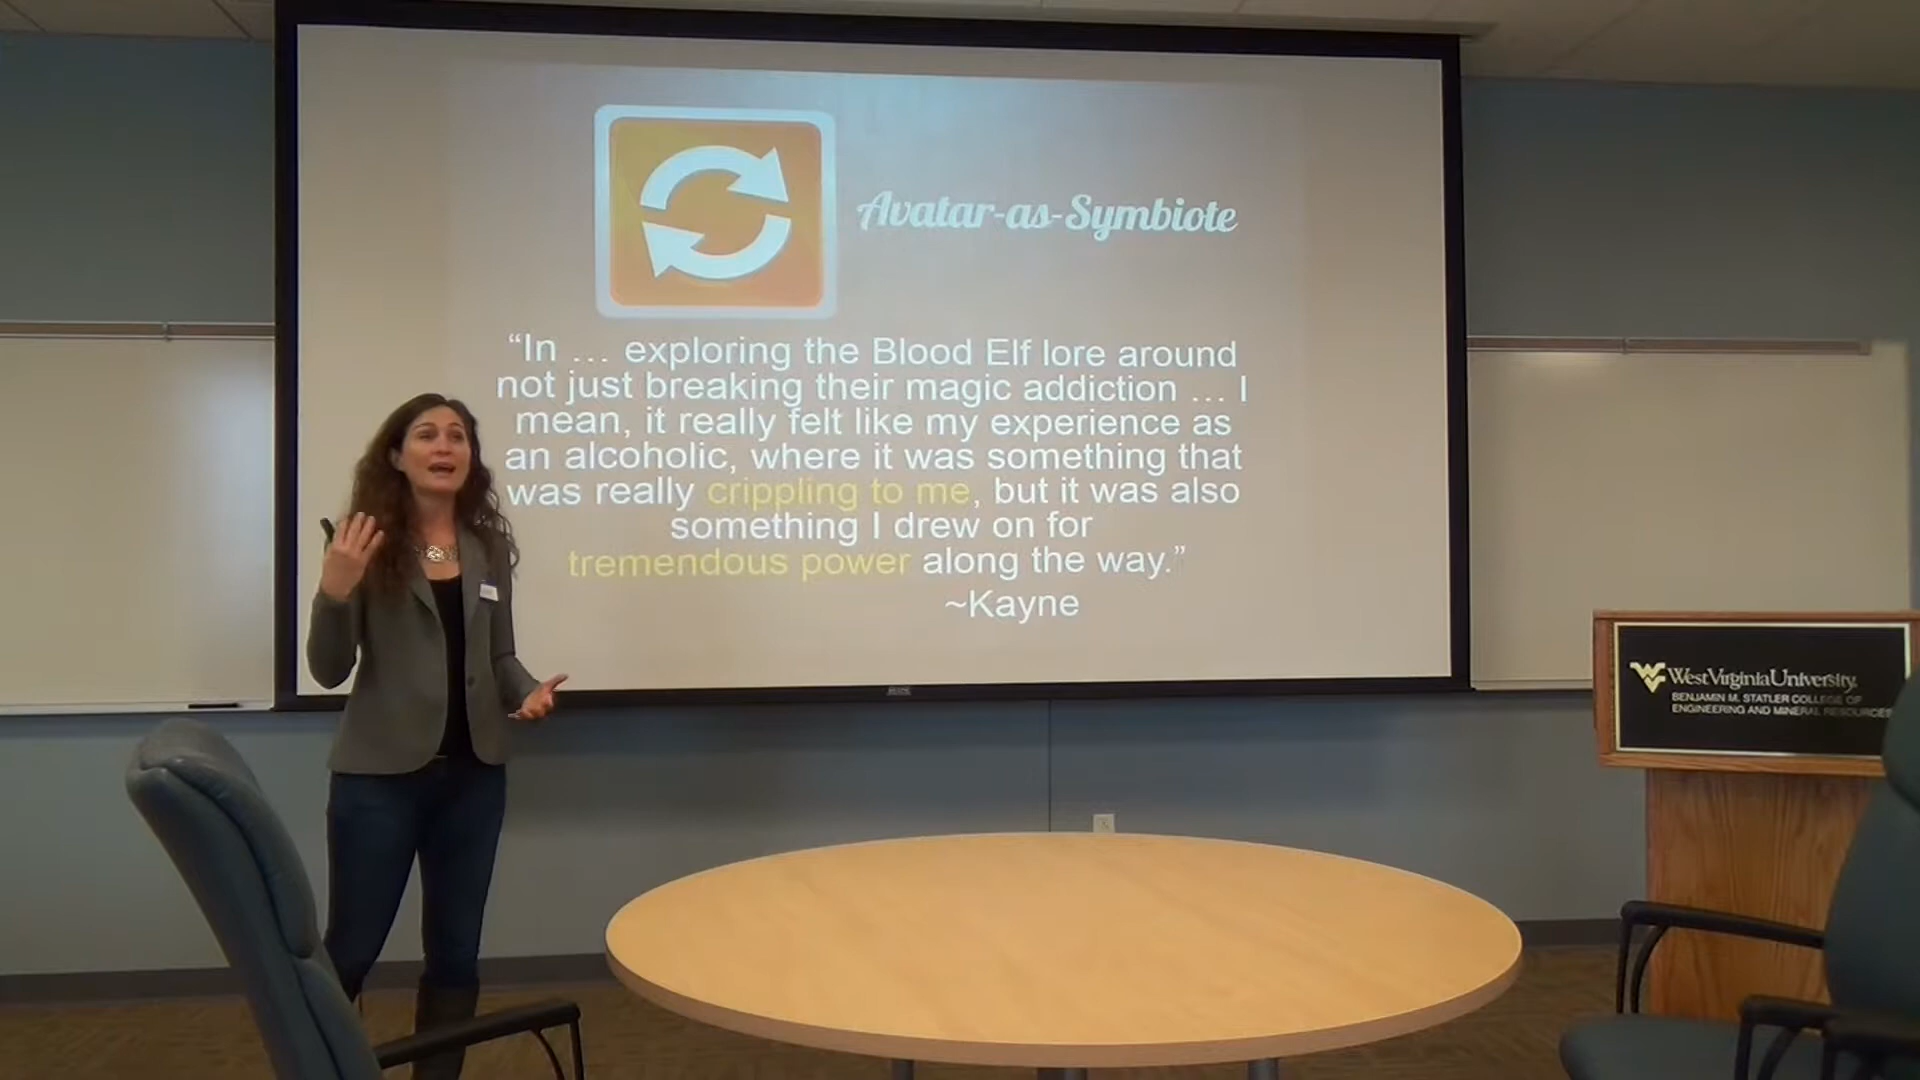 Avatar-as-Symbiote
“In … exploring the Blood Elf lore around
not just breaking their magic addiction … I
mean, it really felt like my experience as
an alcoholic, where it was something that
was really crippling to me, but it was also
something I drew on for
tremendous power along the way.”
~Kayne
West Virginia University
BENJAMIN M. STATLER COLLEGE OF
ENGINEERING AND MINERAL RESOURCES